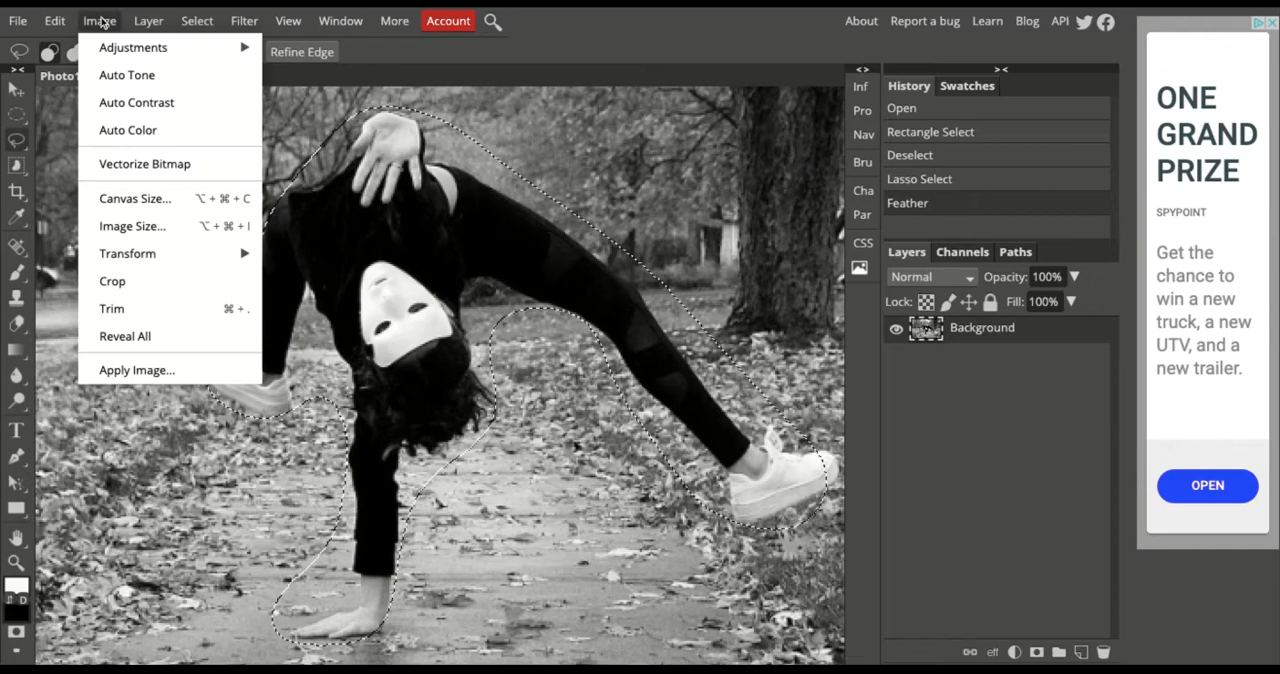 File Edit Image Layer Select Filter View Window More Account About Report a bug Learn Blog API
Refine Edge
Photo1
Adjustments
Auto Tone
Auto Contrast
Auto Color
Vectorize Bitmap
Canvas Size... ⌥ + ⌘ + C
Image Size... ⌥ + ⌘ + I
Transform
Crop
Trim ⌘ + .
Reveal All
Apply Image...
> <
< >
> <
Inf
Pro
Nav
Bru
Cha
Par
CSS
History Swatches
Open
Rectangle Select
Deselect
Lasso Select
Feather
Layers Channels Paths
Normal Opacity: 100%
Lock: Fill: 100%
Background
eff
D
ONE
GRAND
PRIZE
SPYPOINT
Get the
chance to
win a new
truck, a new
UTV, and a
new trailer.
OPEN